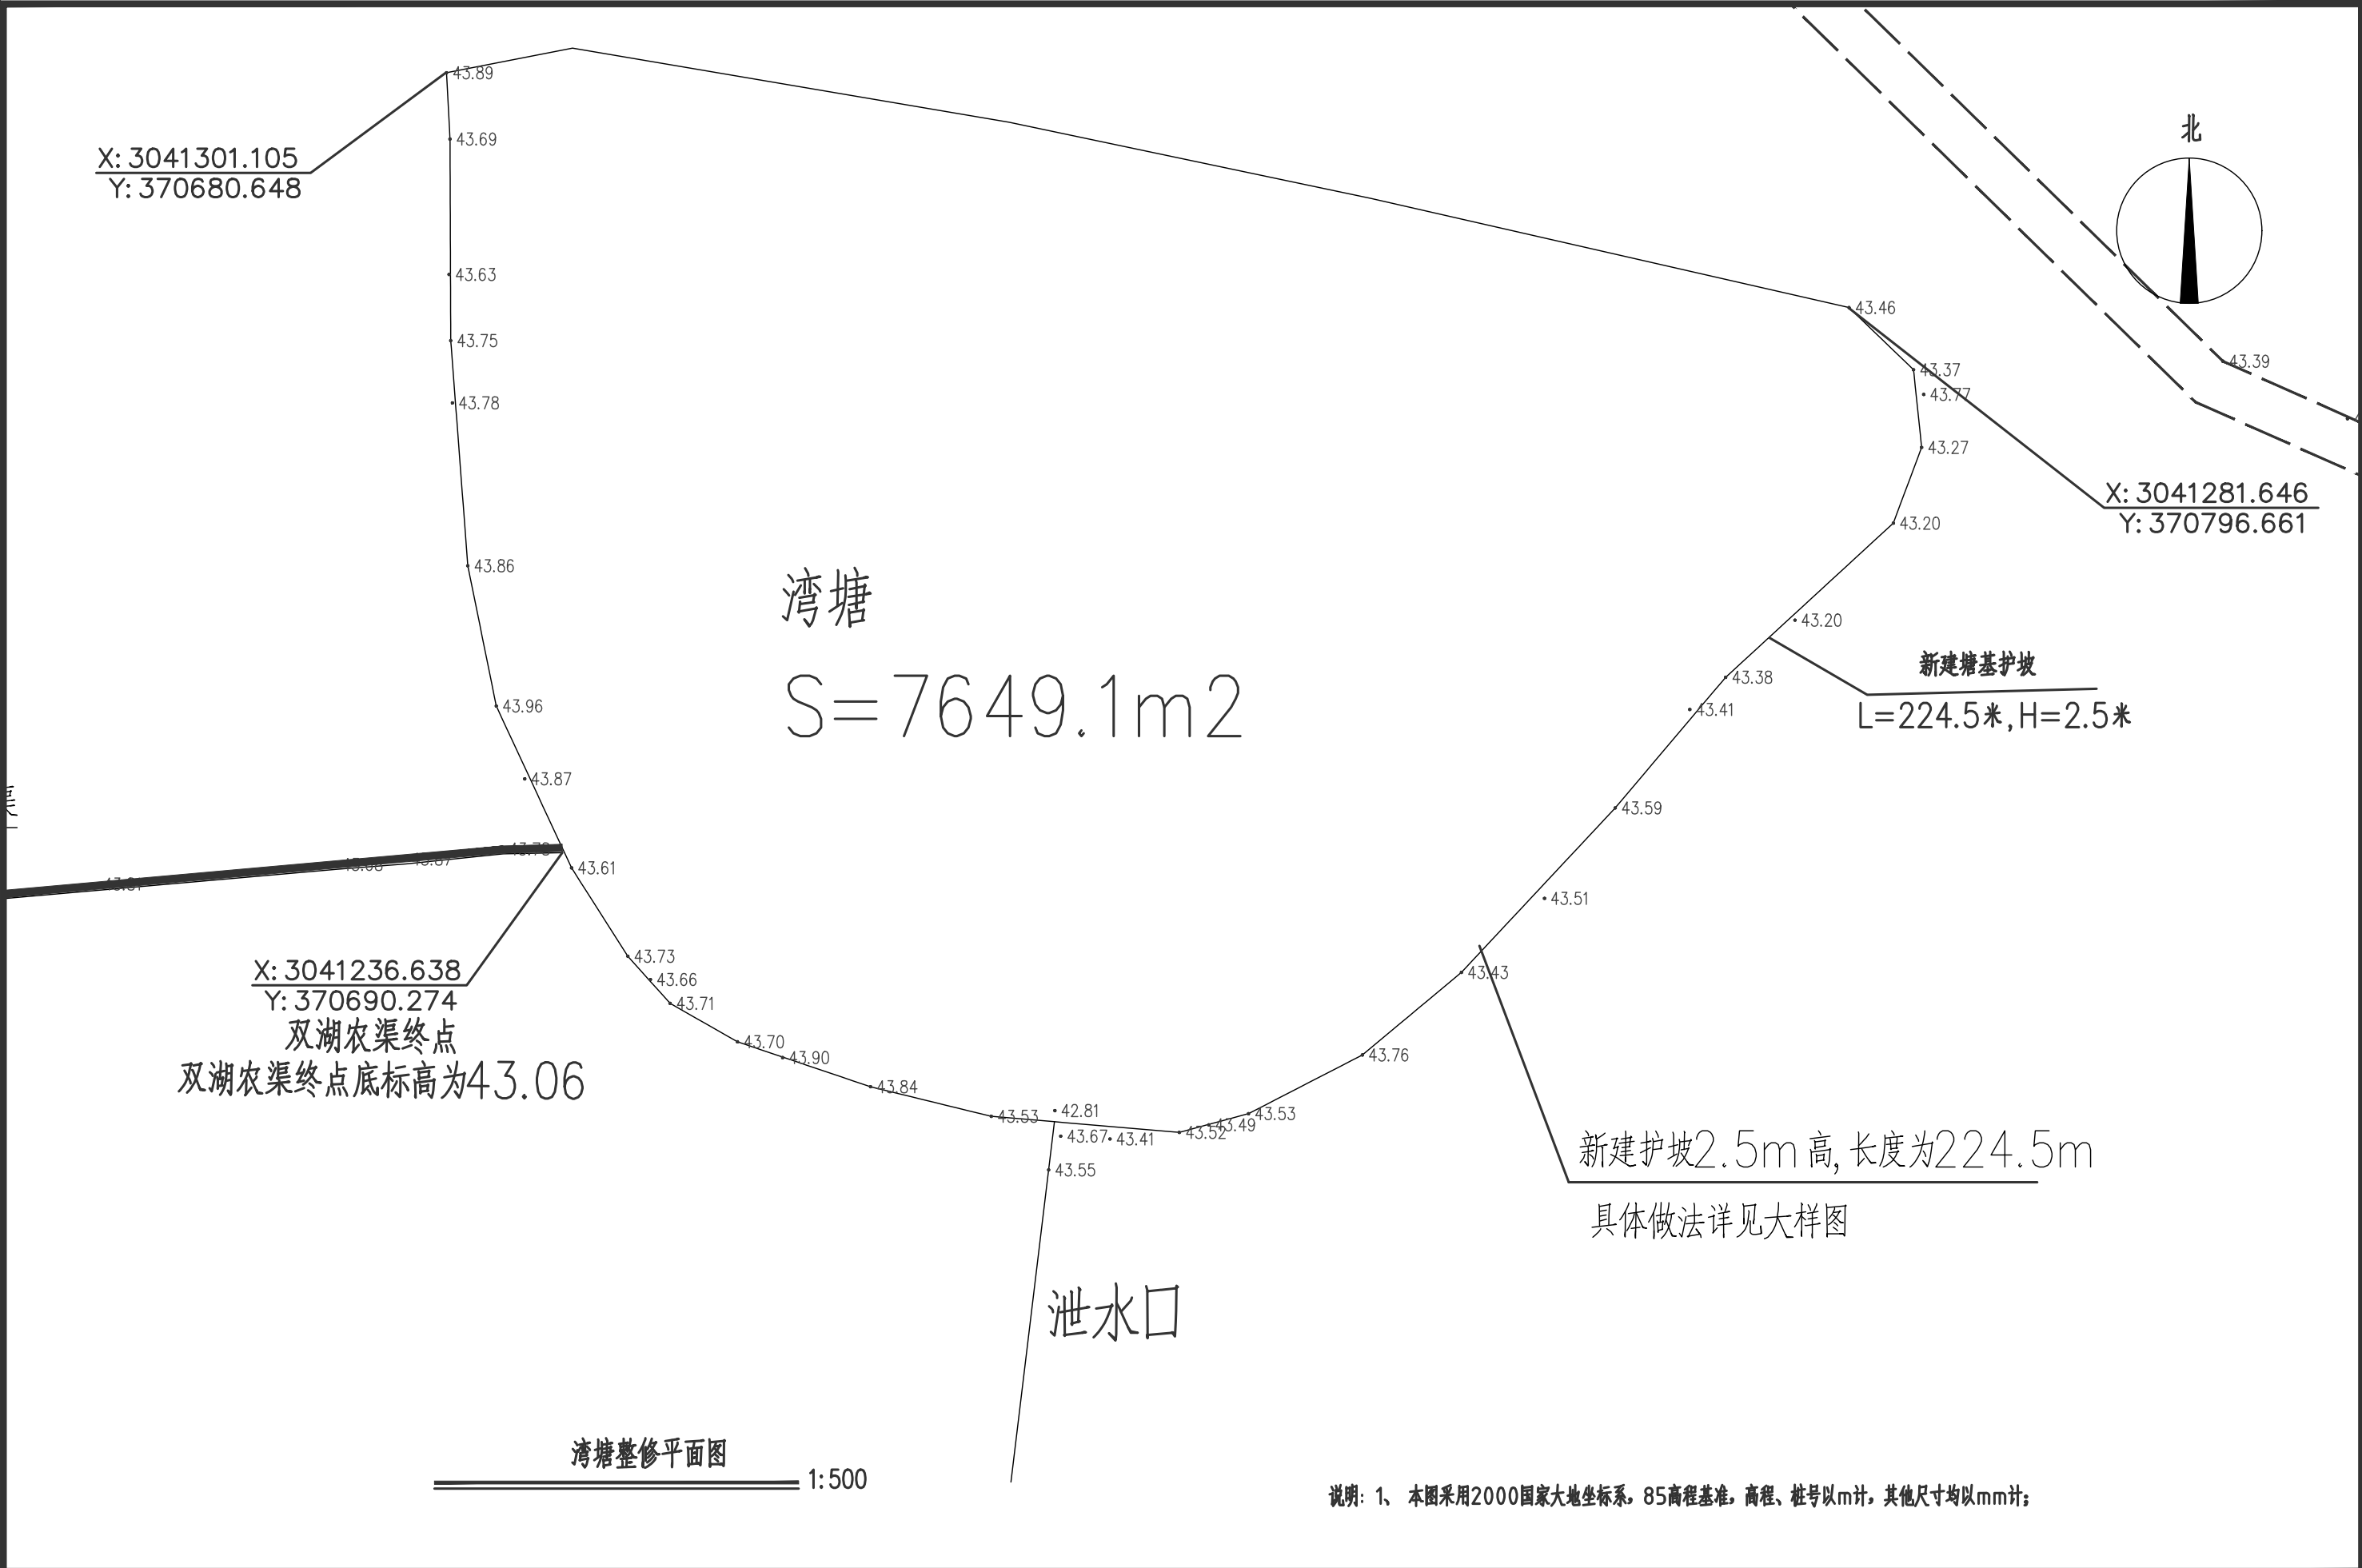 43.89
北
43.69
X: 3041301.105
Y: 370680.648
43.63
43.46
43.75
43.37
43.39
43.77
43.78
43.27
X: 3041281.646
Y: 370796.661
43.20
43.86
湾塘
43.20
新建塘基护坡
L=224.5米,H=2.5米
43.38
S=7649.1m2
43.96
43.41
43.87
43.59
43.61
43.51
43.73
X: 3041236.638
Y: 370690.274
43.66
43.43
43.71
双湖农渠终点
43.70
43.90
43.76
双湖农渠终点底标高为43.06
43.84
43.53
42.81
43.53
43.49
43.52
43.67
43.41
43.55
新建护坡2.5m高,长度为224.5m
具体做法详见大样图
泄水口
湾塘整修平面图
1:500
说明: 1、 本图采用2000国家大地坐标系，85高程基准，高程、桩号以m计，其他尺寸均以mm计；